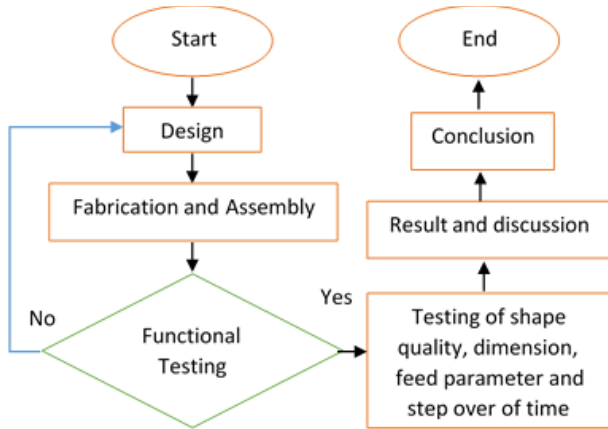 Start
Design
Fabrication and Assembly
Functional
Testing
No
Yes
Testing of shape
quality, dimension,
feed parameter and
step over of time
Result and discussion
Conclusion
End